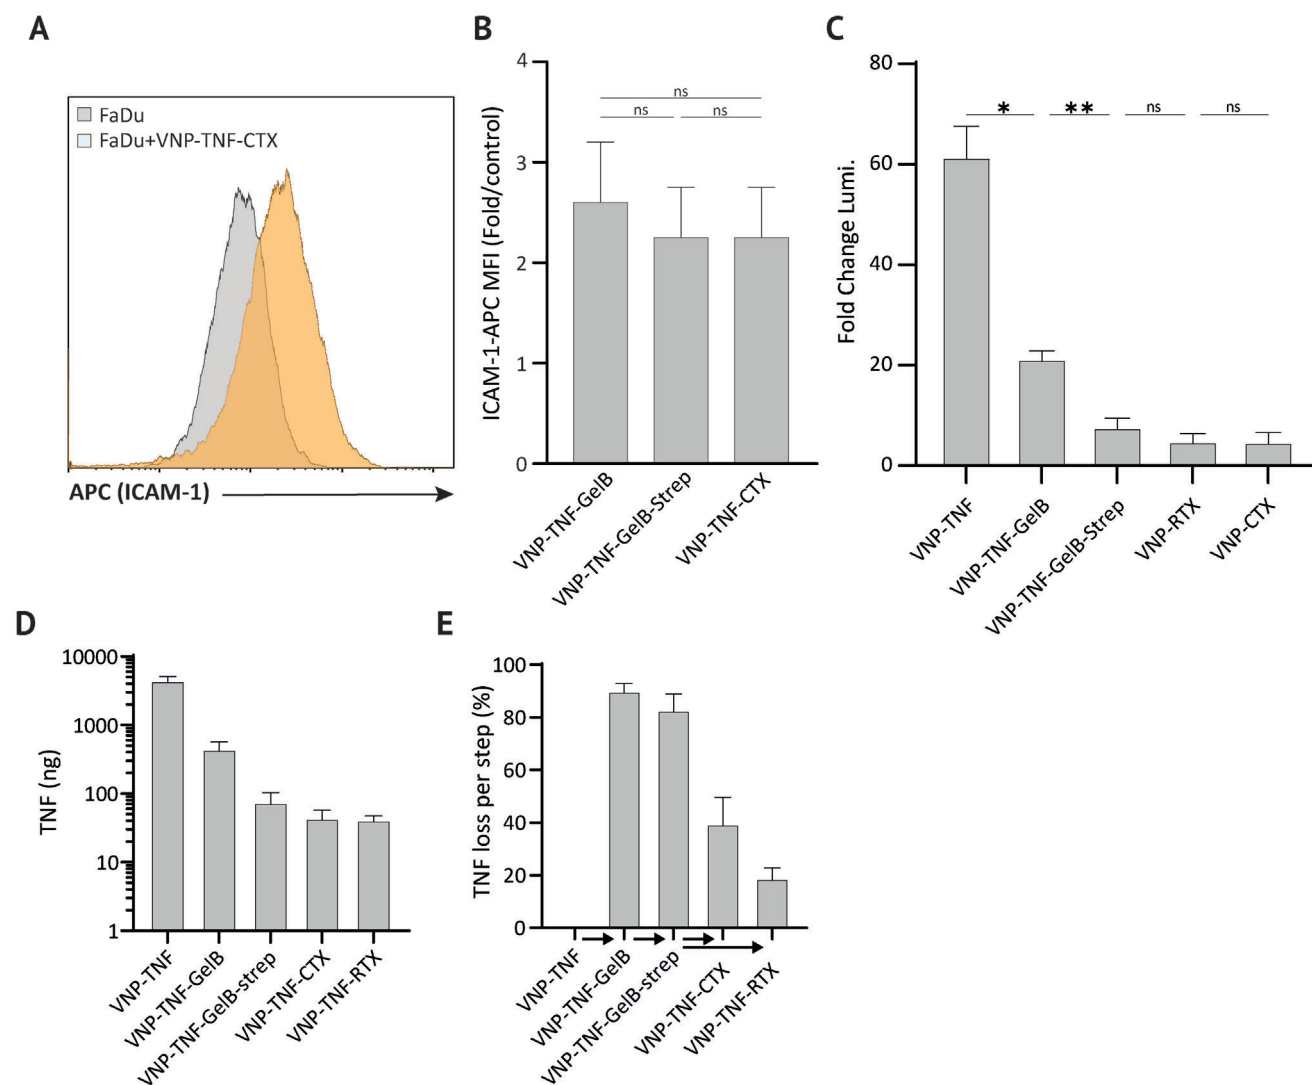 A
FaDu
FaDu+VNP-TNF-CTX
APC (ICAM-1)
B
ICAM-1-APC MFI (Fold/control)
4
3
2
1
0
ns
ns
ns
VNP-TNF-GelB
VNP-TNF-GelB-Strep
VNP-TNF-CTX
C
Fold Change Lumi.
80
60
40
20
0
*
**
ns
ns
VNP-TNF
VNP-TNF-GelB
VNP-TNF-GelB-Strep
VNP-RTX
VNP-CTX
D
TNF (ng)
10000
1000
100
10
1
VNP-TNF
VNP-TNF-GelB
VNP-TNF-GelB-strep
VNP-TNF-CTX
VNP-TNF-RTX
E
TNF loss per step (%)
100
80
60
40
20
0
VNP-TNF
VNP-TNF-GelB
VNP-TNF-GelB-strep
VNP-TNF-CTX
VNP-TNF-RTX